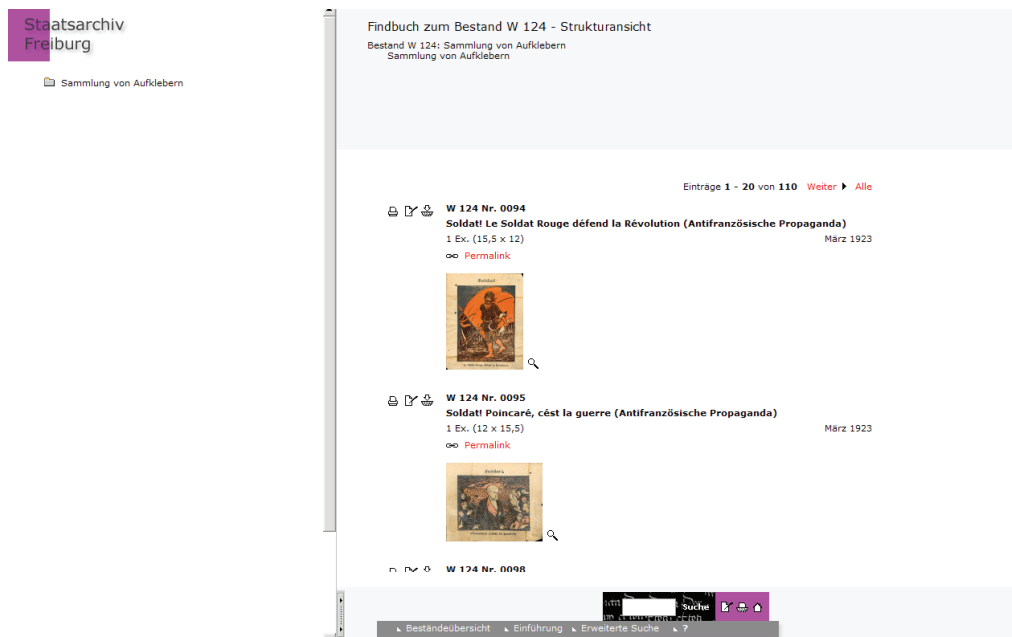 Staatsarchiv
Freiburg
Sammlung von Aufklebern
Findbuch zum Bestand W 124 - Strukturansicht
Bestand W 124: Sammlung von Aufklebern
Sammlung von Aufklebern
Einträge 1 - 20 von 110 Weiter Alle
W 124 Nr. 0094
Soldat! Le Soldat Rouge défend la Révolution (Antifranzösische Propaganda)
1 Ex. (15,5 x 12) März 1923
Permalink
W 124 Nr. 0095
Soldat! Poincaré, cést la guerre (Antifranzösische Propaganda)
1 Ex. (12 x 15,5) März 1923
Permalink
W 124 Nr. 0098
Suche
Beständeübersicht Einführung Erweiterte Suche ?